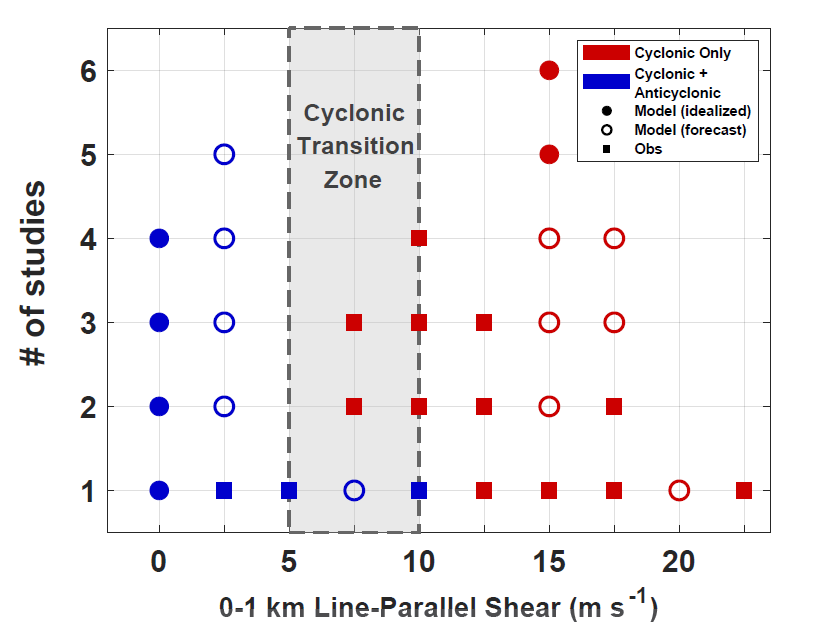 Cyclonic Only
Cyclonic +
Anticyclonic
Model (idealized)
Model (forecast)
Obs
Cyclonic
Transition
Zone
# of studies
6
5
4
3
2
1
0 5 10 15 20
0-1 km Line-Parallel Shear (m s⁻¹)